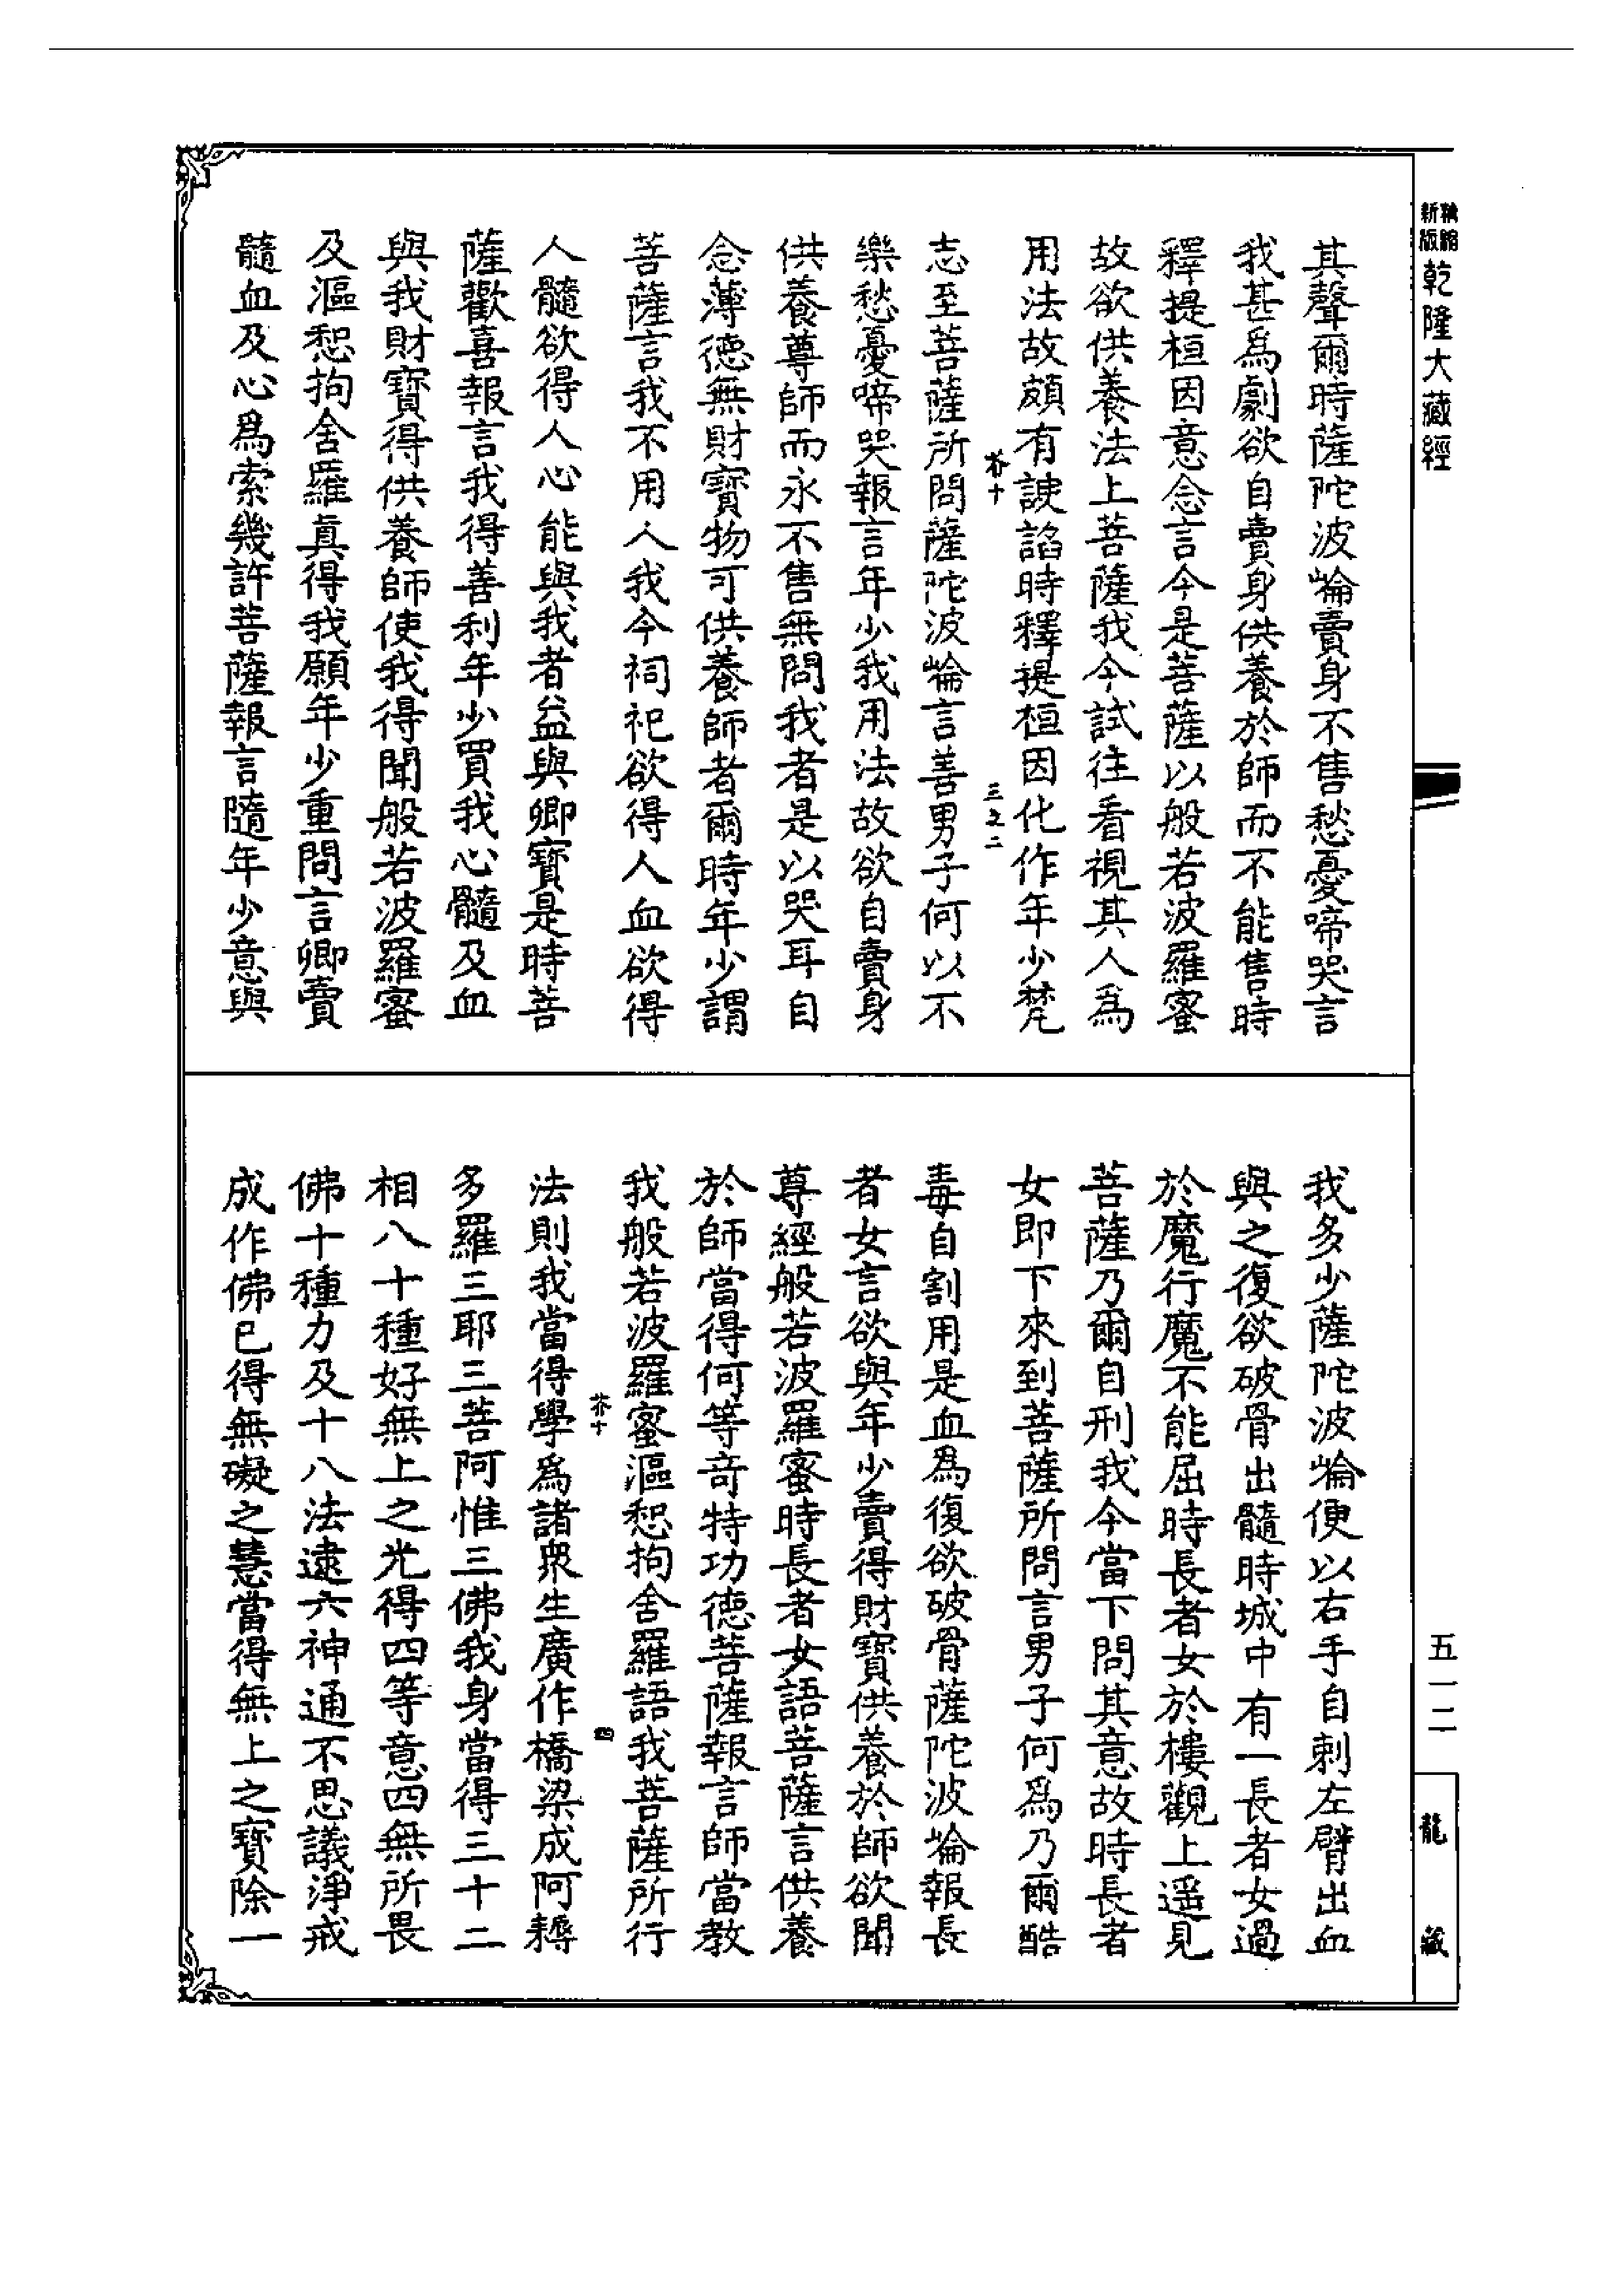 新版精縮乾隆大藏經
其聲爾時薩陀波崘賣身不售愁憂啼哭言
我甚爲劇欲自賣身供養於師而不能售時
釋提桓因意念言今是菩薩以般若波羅蜜
故欲供養法上菩薩我今試往看視其人爲
用法故頗有諛諂時釋提桓因化作年少梵
芥十 三之二
志至菩薩所問薩陀波崘言善男子何以不
樂愁憂啼哭報言年少我用法故欲自賣身
供養尊師而永不售無問我者是以哭耳自
念薄德無財寶物可供養師者爾時年少謂
菩薩言我不用人我今祠祀欲得人血欲得
人髓欲得人心能與我者益與卿寶是時菩
薩歡喜報言我得善利年少買我心髓及血
與我財寶得供養師使我得聞般若波羅蜜
及漚惒拘舍羅真得我願年少重問言卿賣
髓血及心爲索幾許菩薩報言隨年少意與
我多少薩陀波崘便以右手自刺左臂出血
與之復欲破骨出髓時城中有一長者女過
於魔行魔不能屈時長者女於樓觀上遥見
菩薩乃爾自刑我今當下問其意故時長者
女即下來到菩薩所問言男子何爲乃爾酷
毒自割用是血爲復欲破骨薩陀波崘報長
者女言欲與年少賣得財寶供養於師欲聞
尊經般若波羅蜜時長者女語菩薩言供養
於師當得何等奇特功德菩薩報言師當教
我般若波羅蜜漚惒拘舍羅語我菩薩所行
芥十 四
法則我當得學爲諸衆生廣作橋梁成阿耨
多羅三耶三菩阿惟三佛我身當得三十二
相八十種好無上之光得四等意四無所畏
佛十種力及十八法逮六神通不思議淨戒
成作佛已得無礙之慧當得無上之寶除一
五一二
龍藏